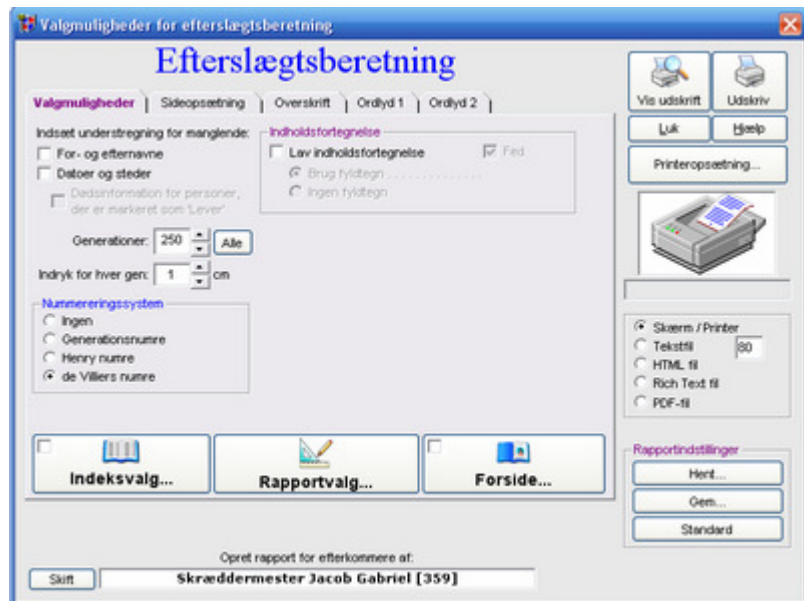 Valgmuligheder for efterslægtsberetning
Efterslægtsberetning
Valgmuligheder
Sideopsætning
Overskrift
Ordlyd 1
Ordlyd 2
Indsæt understregning for manglende:
For- og efternavne
Datoer og steder
Dødsinformation for personer,
der er markeret som 'Lever'
Generationer: 250 Alle
Indryk for hver gen: 1 cm
Nummereringssystem
Ingen
Generationsnumre
Henry numre
de Villiers numre
Indholdsfortegnelse
Lav indholdsfortegnelse
Fed
Brug fyldtegn . . . . . . . . . . . . . .
Ingen fyldtegn
Indeksvalg...
Rapportvalg...
Forside...
Opret rapport for efterkommere af:
Skift
Skræddermester Jacob Gabriel [359]
Vis udskrift
Udskriv
Luk
Hjælp
Printeropsætning...
Skærm / Printer
Tekstfil 80
HTML fil
Rich Text fil
PDF-fil
Rapportindstillinger
Hent...
Gem...
Standard